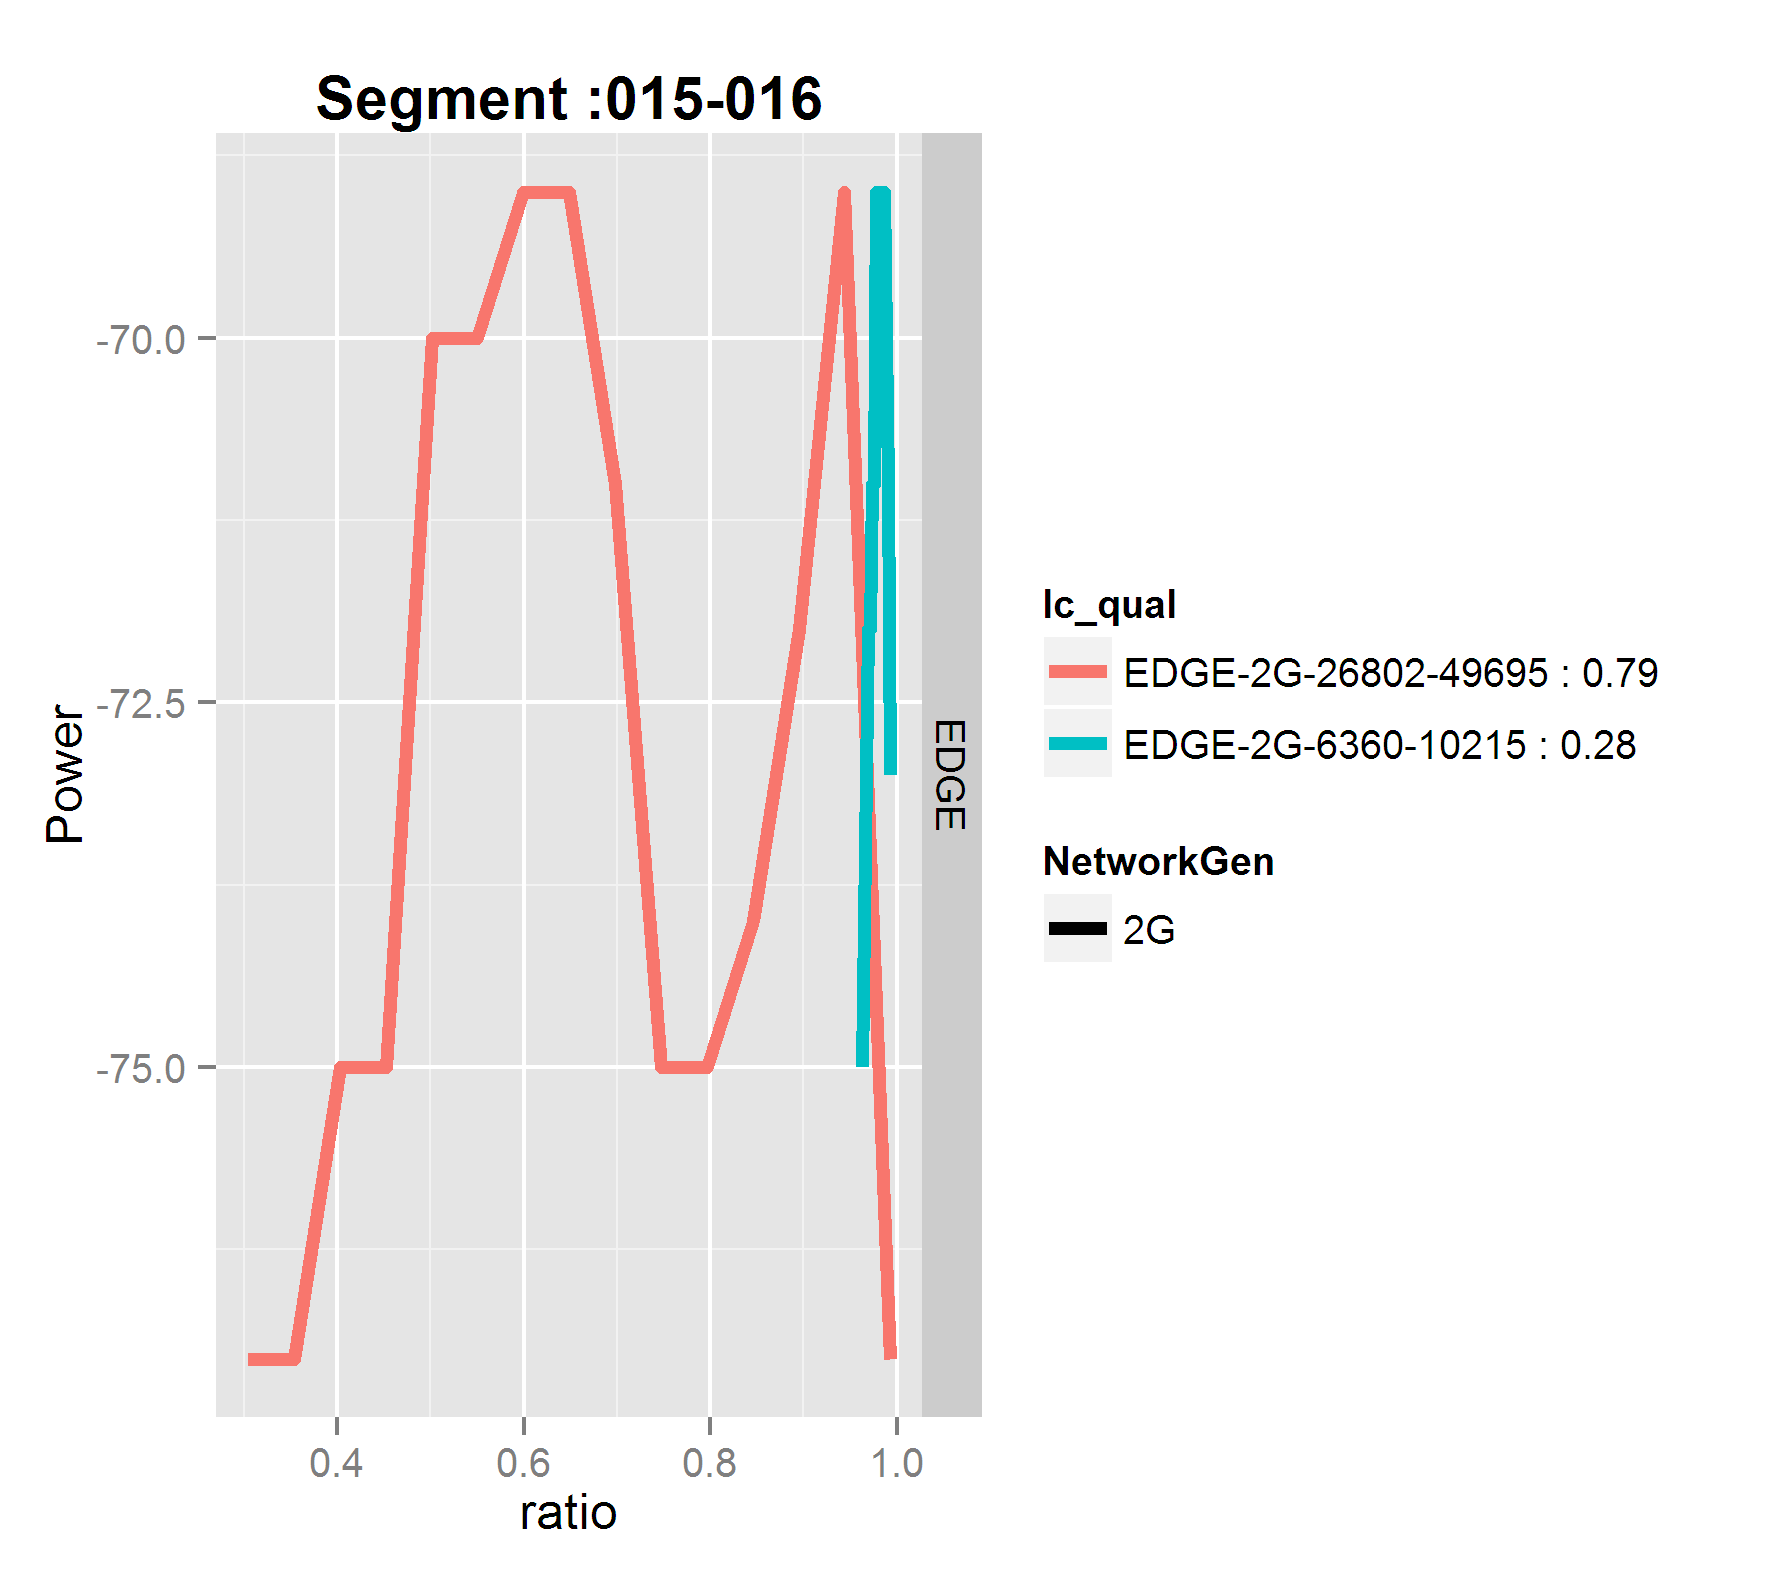 Segment :015-016
Power
-70.0
-72.5
-75.0
0.4 0.6 0.8 1.0
ratio
EDGE
lc_qual
EDGE-2G-26802-49695 : 0.79
EDGE-2G-6360-10215 : 0.28
NetworkGen
2G